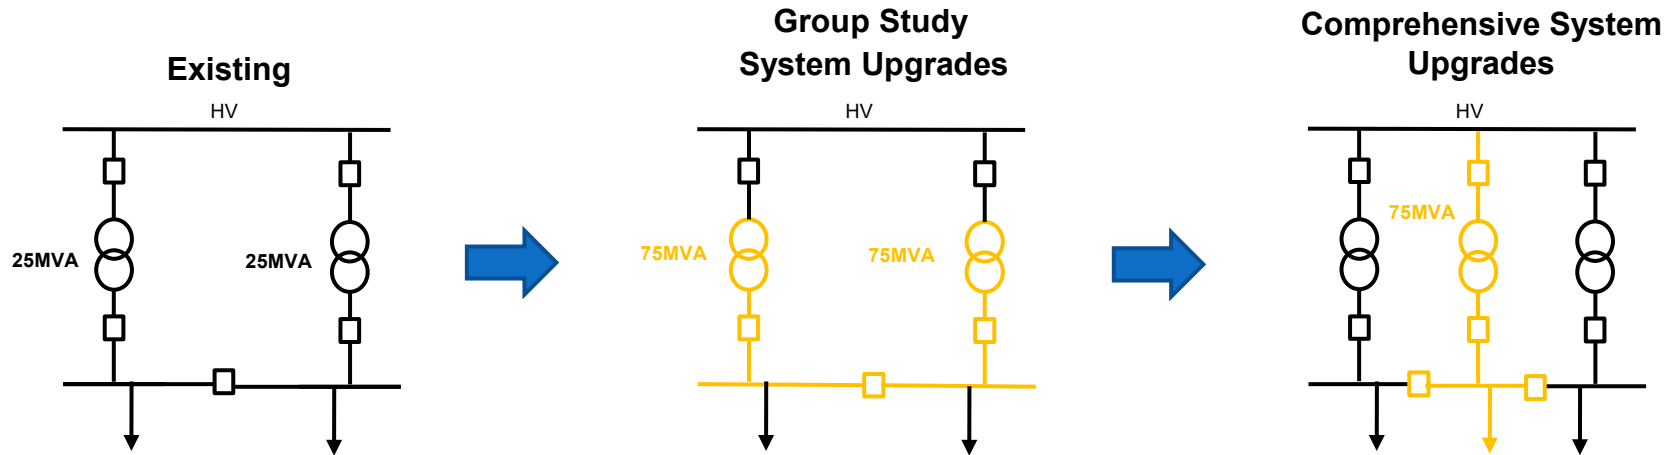 Existing
HV
25MVA
25MVA
Group Study
System Upgrades
HV
75MVA
75MVA
Comprehensive System
Upgrades
HV
75MVA